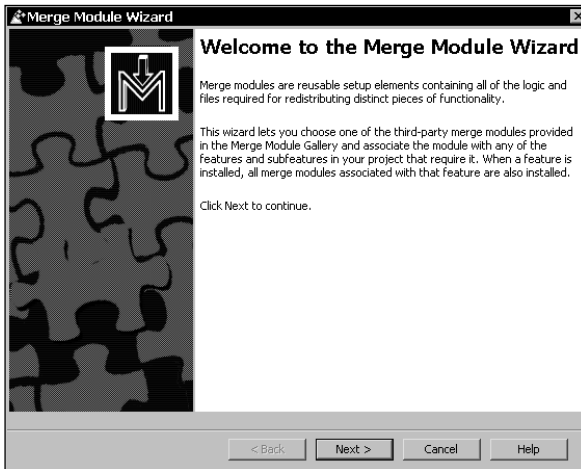 Merge Module Wizard
Welcome to the Merge Module Wizard
Merge modules are reusable setup elements containing all of the logic and
files required for redistributing distinct pieces of functionality.
This wizard lets you choose one of the third-party merge modules provided
in the Merge Module Gallery and associate the module with any of the
features and subfeatures in your project that require it. When a feature is
installed, all merge modules associated with that feature are also installed.
Click Next to continue.
< Back Next > Cancel Help